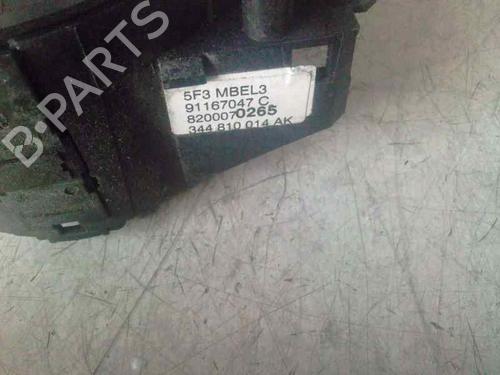 B-PARTS
5F3 MBEL3
91167047 C
8200070265
344 810 014 AK